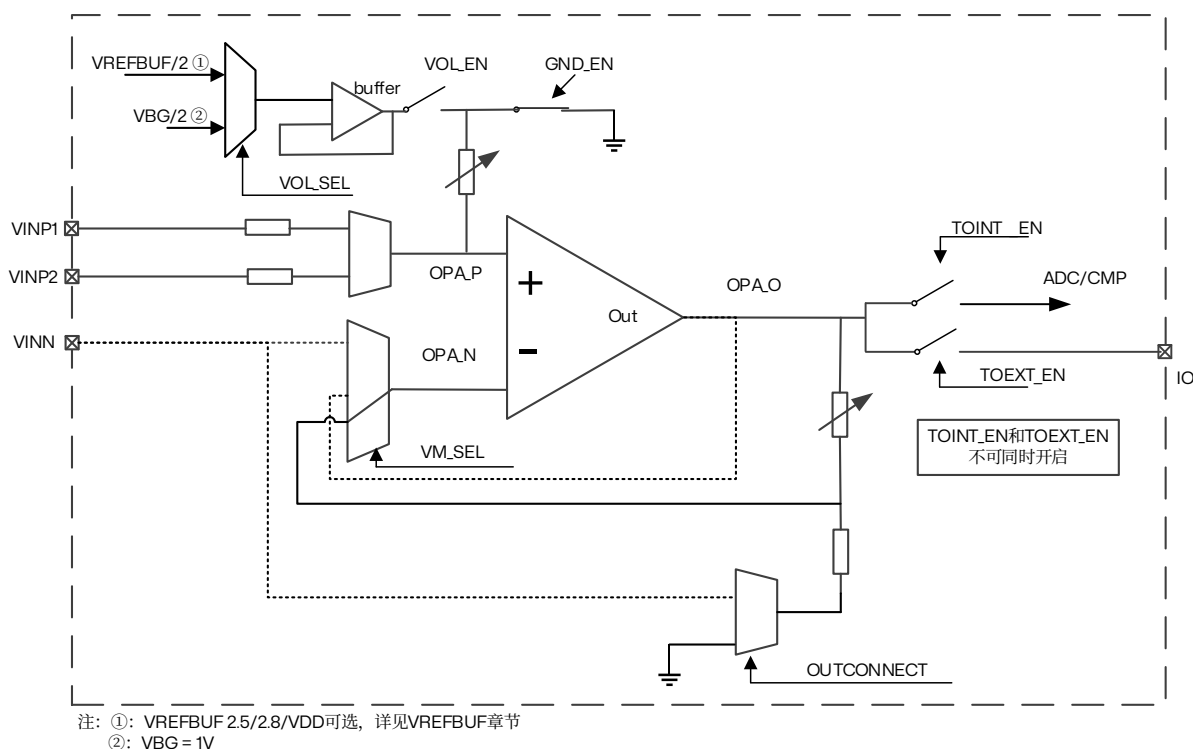 VREFBUF/2 ①
VBG/2 ②
buffer
VOL_EN
GND_EN
VOL_SEL
VINP1
VINP2
VINN
OPA_P
OPA_N
+
-
Out
OPA_O
VM_SEL
TOINT_EN
ADC/CMP
TOEXT_EN
IO
TOINT_EN和TOEXT_EN
不可同时开启
OUTCONNECT
注: ①: VREFBUF 2.5/2.8/VDD可选, 详见VREFBUF章节
②: VBG = 1V